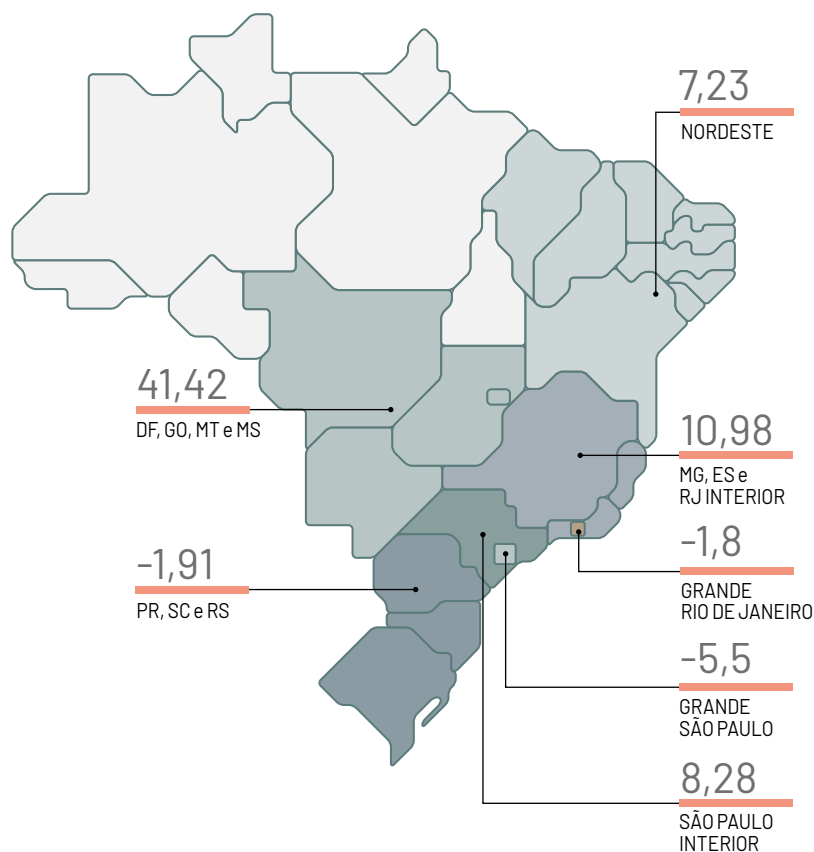 7,23
NORDESTE
41,42
DF, GO, MT e MS
10,98
MG, ES e
RJ INTERIOR
-1,91
PR, SC e RS
-1,8
GRANDE
RIO DE JANEIRO
-5,5
GRANDE
SÃO PAULO
8,28
SÃO PAULO
INTERIOR